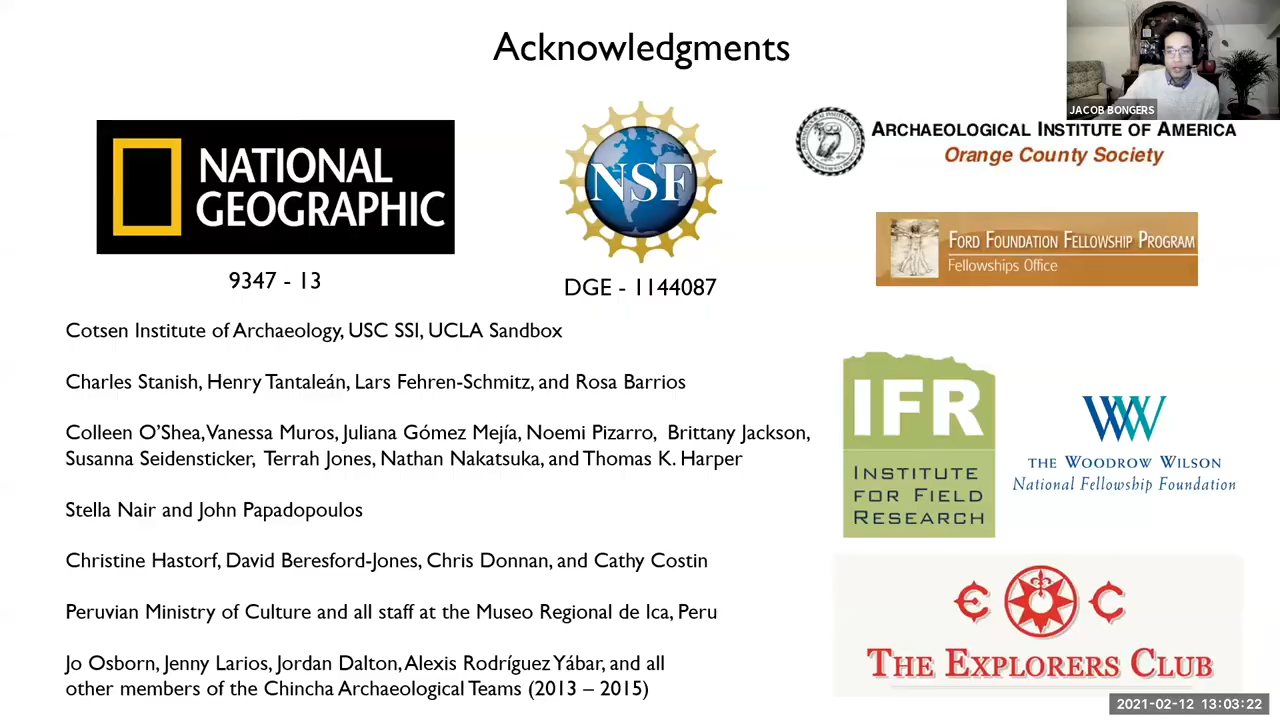 Acknowledgments
JACOB BONGERS
NATIONAL
GEOGRAPHIC
9347 - 13
NSF
DGE - 1144087
ARCHAEOLOGICAL INSTITUTE OF AMERICA
Orange County Society
FORD FOUNDATION FELLOWSHIP PROGRAM
Fellowships Office
Cotsen Institute of Archaeology, USC SSI, UCLA Sandbox
Charles Stanish, Henry Tantaleán, Lars Fehren-Schmitz, and Rosa Barrios
Colleen O'Shea, Vanessa Muros, Juliana Gómez Mejía, Noemi Pizarro, Brittany Jackson,
Susanna Seidensticker, Terrah Jones, Nathan Nakatsuka, and Thomas K. Harper
Stella Nair and John Papadopoulos
Christine Hastorf, David Beresford-Jones, Chris Donnan, and Cathy Costin
Peruvian Ministry of Culture and all staff at the Museo Regional de Ica, Peru
Jo Osborn, Jenny Larios, Jordan Dalton, Alexis Rodríguez Yábar, and all
other members of the Chincha Archaeological Teams (2013 – 2015)
IFR
INSTITUTE
FOR FIELD
RESEARCH
WW
THE WOODROW WILSON
National Fellowship Foundation
E C
THE EXPLORERS CLUB
2021-02-12 13:03:22